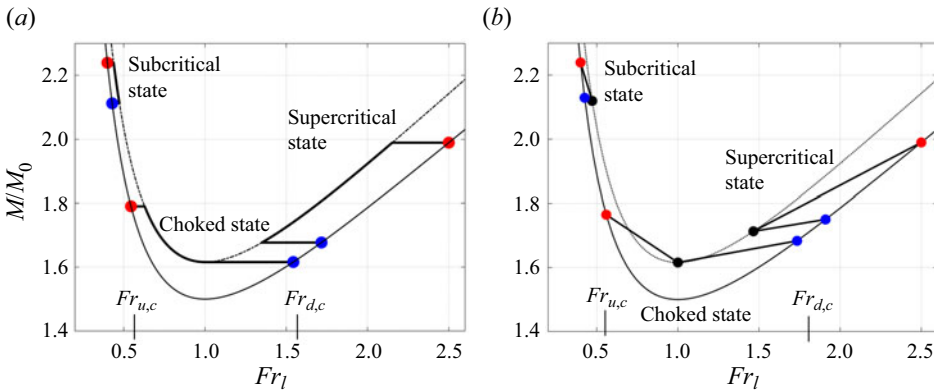 (a)
(b)
M/M0
2.2
2.0
1.8
1.6
1.4
Subcritical
state
Supercritical
state
Choked state
Fru,c
Frd,c
0.5 1.0 1.5 2.0 2.5
Frl
2.2
2.0
1.8
1.6
1.4
Subcritical
state
Supercritical
state
Fru,c
Frd,c
Choked state
0.5 1.0 1.5 2.0 2.5
Frl